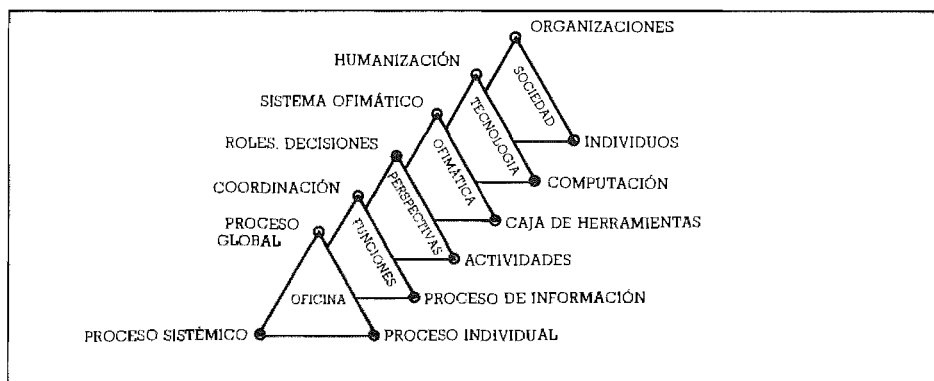 ORGANIZACIONES
HUMANIZACIÓN
SOCIEDAD
SISTEMA OFIMÁTICO
TECNOLOGIA
INDIVIDUOS
ROLES. DECISIONES
OFIMÁTICA
COMPUTACIÓN
COORDINACIÓN
PERSPECTIVAS
CAJA DE HERRAMIENTAS
PROCESO
GLOBAL
FUNCIONES
ACTIVIDADES
OFICINA
PROCESO DE INFORMACIÓN
PROCESO SISTÉMICO
PROCESO INDIVIDUAL